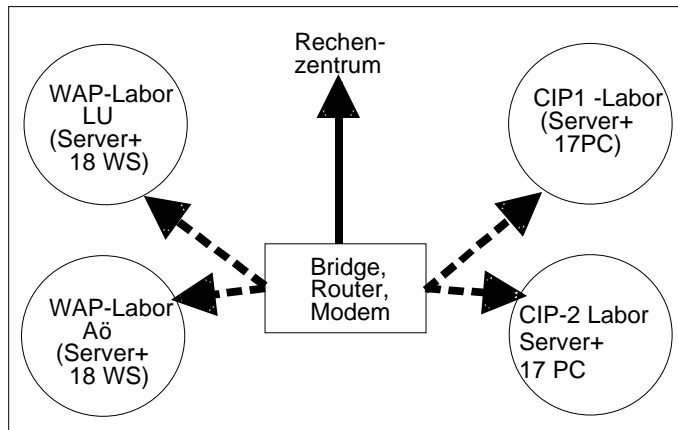 Rechen-
zentrum
WAP-Labor
LU
(Server+
18 WS)
CIP1 -Labor
(Server+
17PC)
Bridge,
Router,
Modem
WAP-Labor
Aö
(Server+
18 WS)
CIP-2 Labor
Server+
17 PC